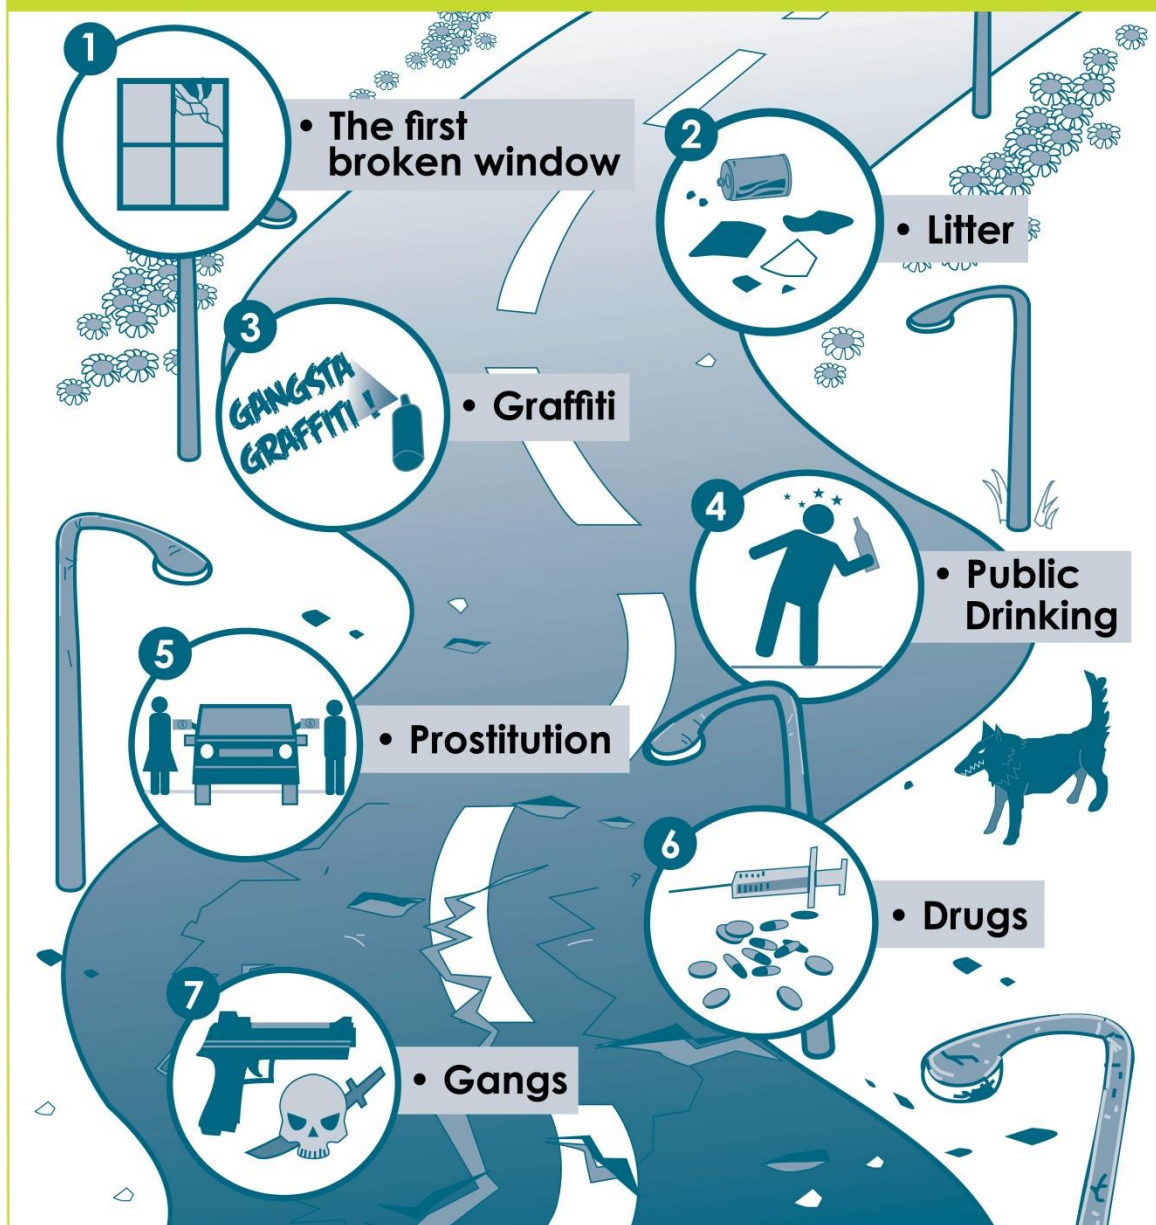 1
• The first
broken window
2
• Litter
3
GANGSTA
GRAFFITI !
• Graffiti
4
• Public
Drinking
5
$ $
• Prostitution
6
• Drugs
7
• Gangs